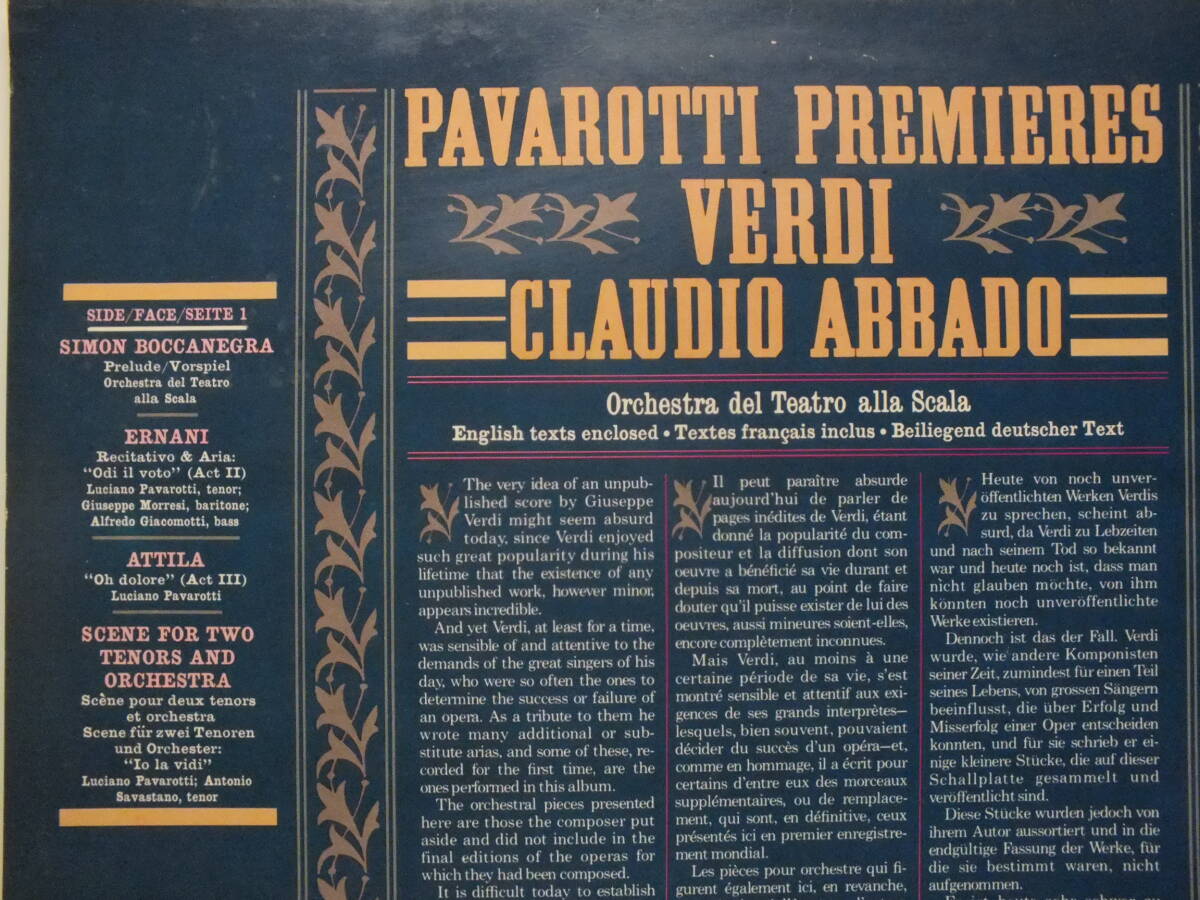 PAVAROTTI PREMIERES
VERDI
CLAUDIO ABBADO
Orchestra del Teatro alla Scala
English texts enclosed • Textes français inclus • Beiliegend deutscher Text
SIDE/FACE/SEITE 1
SIMON BOCCANEGRA
Prelude/Vorspiel
Orchestra del Teatro
alla Scala
ERNANI
Recitativo & Aria:
"Odi il voto" (Act II)
Luciano Pavarotti, tenor;
Giuseppe Morresi, baritone;
Alfredo Giacomotti, bass
ATTILA
"Oh dolore" (Act III)
Luciano Pavarotti
SCENE FOR TWO
TENORS AND
ORCHESTRA
Scène pour deux tenors
et orchestra
Scene für zwei Tenoren
und Orchester:
"Io la vidi"
Luciano Pavarotti; Antonio
Savastano, tenor
The very idea of an unpub-
lished score by Giuseppe
Verdi might seem absurd
today, since Verdi enjoyed
such great popularity during his
lifetime that the existence of any
unpublished work, however minor,
appears incredible.
And yet Verdi, at least for a time,
was sensible of and attentive to the
demands of the great singers of his
day, who were so often the ones to
determine the success or failure of
an opera. As a tribute to them he
wrote many additional or sub-
stitute arias, and some of these, re-
corded for the first time, are the
ones performed in this album.
The orchestral pieces presented
here are those the composer put
aside and did not include in the
final editions of the operas for
which they had been composed.
It is difficult today to establish
Il peut paraître absurde
aujourd'hui de parler de
pages inédites de Verdi, étant
donné la popularité du com-
positeur et la diffusion dont son
oeuvre a bénéficié sa vie durant et
depuis sa mort, au point de faire
douter qu'il puisse exister de lui des
oeuvres, aussi mineures soient-elles,
encore complètement inconnues.
Mais Verdi, au moins à une
certaine période de sa vie, s'est
montré sensible et attentif aux exi-
gences de ses grands interprètes—
lesquels, bien souvent, pouvaient
décider du succès d'un opéra—et,
comme en hommage, il a écrit pour
certains d'entre eux des morceaux
supplémentaires, ou de remplace-
ment, qui sont, en définitive, ceux
présentés ici en premier enregistre-
ment mondial.
Les pièces pour orchestre qui fi-
gurent également ici, en revanche,
Heute von noch unver-
öffentlichten Werken Verdis
zu sprechen, scheint ab-
surd, da Verdi zu Lebzeiten
und nach seinem Tod so bekannt
war und heute noch ist, dass man
nicht glauben möchte, von ihm
könnten noch unveröffentlichte
Werke existieren.
Dennoch ist das der Fall. Verdi
wurde, wie andere Komponisten
seiner Zeit, zumindest für einen Teil
seines Lebens, von grossen Sängern
beeinflusst, die über Erfolg und
Misserfolg einer Oper entscheiden
konnten, und für sie schrieb er ei-
nige kleinere Stücke, die auf dieser
Schallplatte gesammelt und
veröffentlicht sind.
Diese Stücke wurden jedoch von
ihrem Autor aussortiert und in die
endgültige Fassung der Werke, für
die sie bestimmt waren, nicht
aufgenommen.